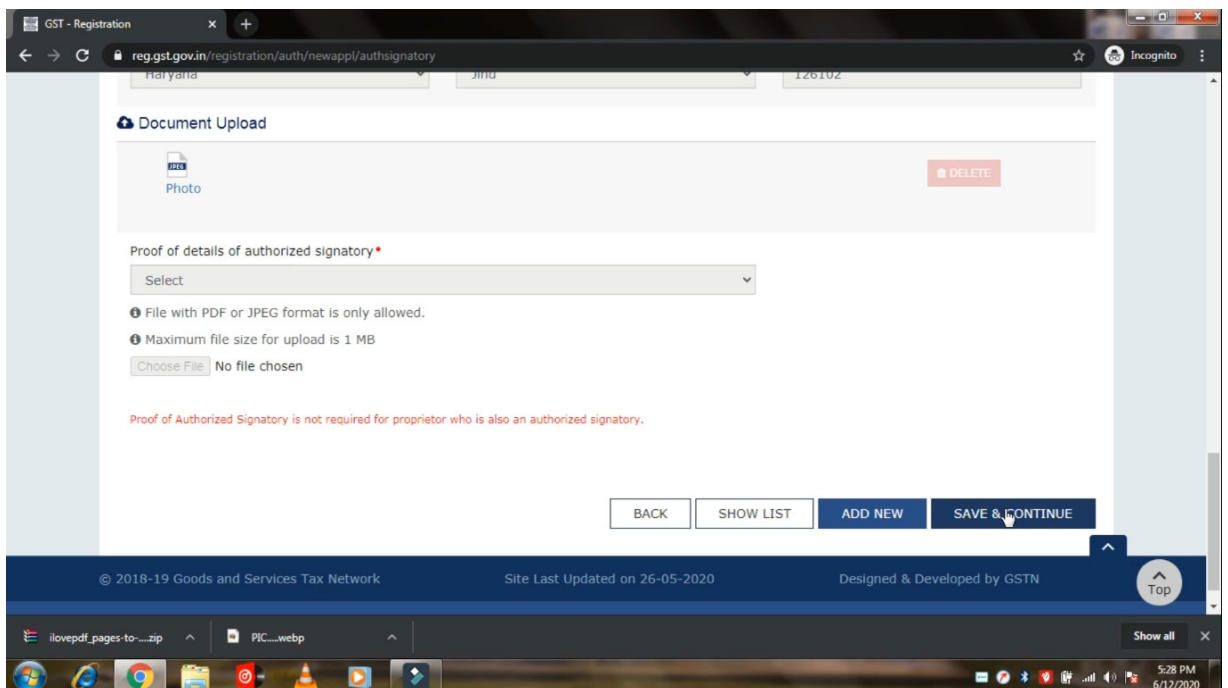 GST - Registration
reg.gst.gov.in/registration/auth/newappl/authsignatory
Incognito
Haryana Jind 126102
Document Upload
JPEG
Photo
DELETE
Proof of details of authorized signatory•
Select
File with PDF or JPEG format is only allowed.
Maximum file size for upload is 1 MB
Choose File No file chosen
Proof of Authorized Signatory is not required for proprietor who is also an authorized signatory.
BACK SHOW LIST ADD NEW SAVE & CONTINUE
© 2018-19 Goods and Services Tax Network Site Last Updated on 26-05-2020 Designed & Developed by GSTN
Top
ilovepdf_pages-to-....zip PIC.....webp Show all
5:28 PM
6/12/2020